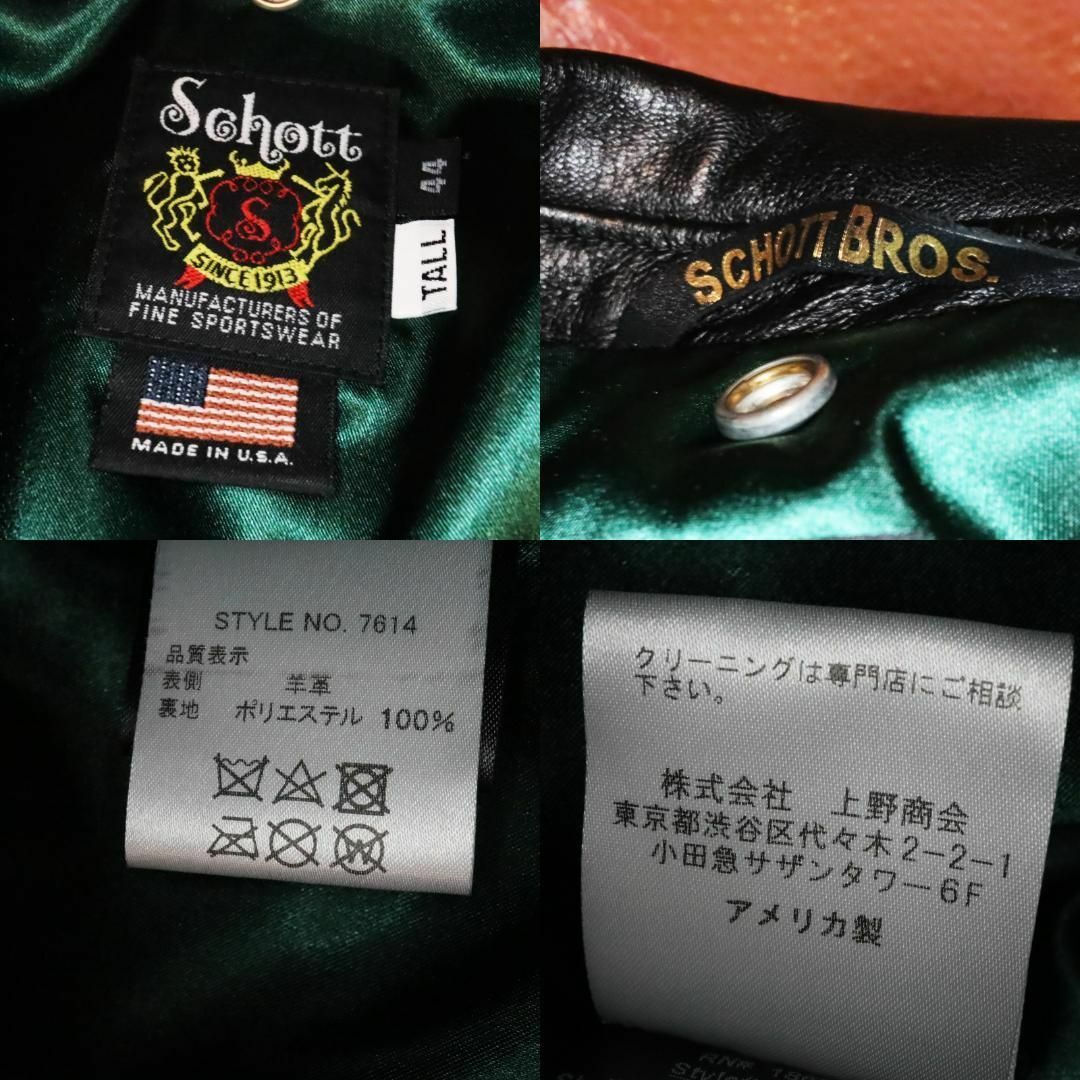 Schott
S
SINCE 1913
MANUFACTURERS OF
FINE SPORTSWEAR
44
TALL
MADE IN U.S.A.
SCHOTT BROS.
STYLE NO. 7614
品質表示
表側 羊革
裏地 ポリエステル 100%
W
クリーニングは専門店にご相談
下さい。
株式会社 上野商会
東京都渋谷区代々木2-2-1
小田急サザンタワー6F
アメリカ製